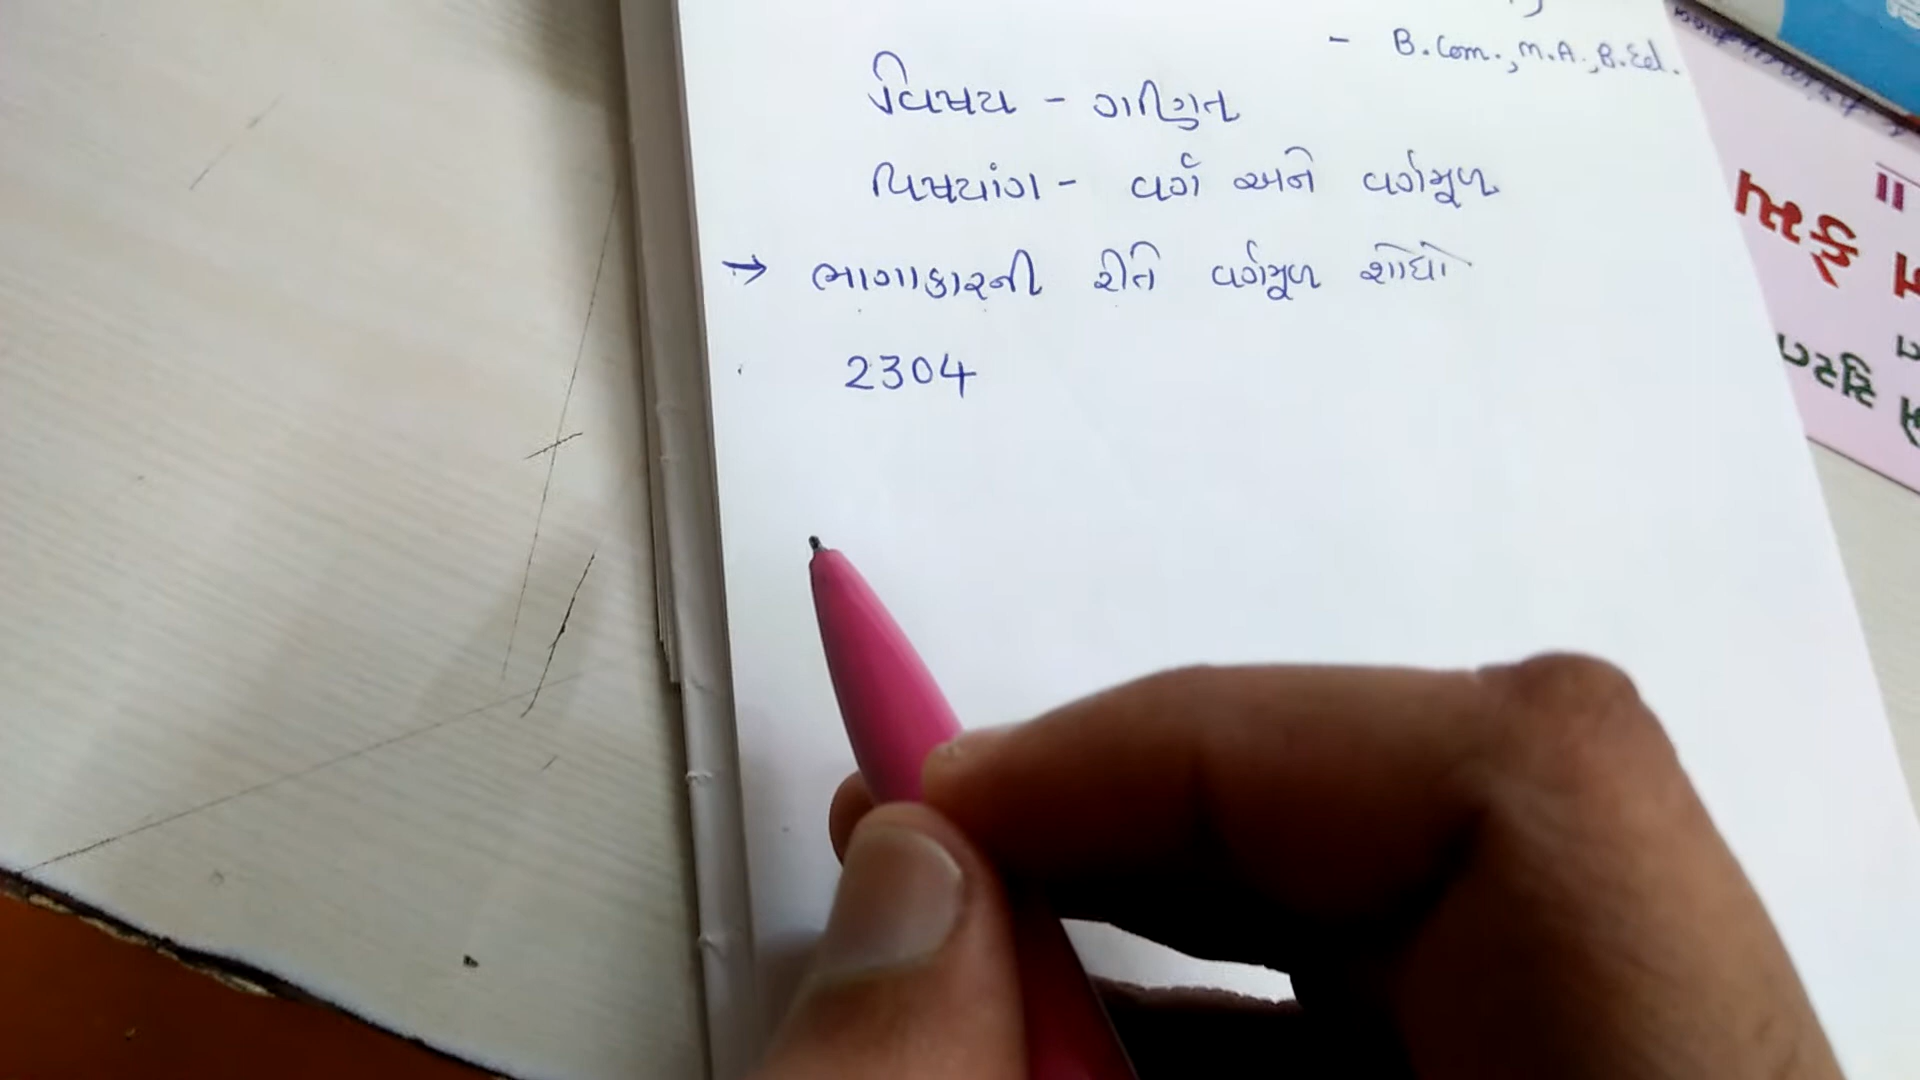 - B.Com., M.A., B.Ed.
વિષય - ગણિત
વિષયાંગ - વર્ગ અને વર્ગમૂળ
→ ભાગાકારની રીતે વર્ગમૂળ શોધો
2304